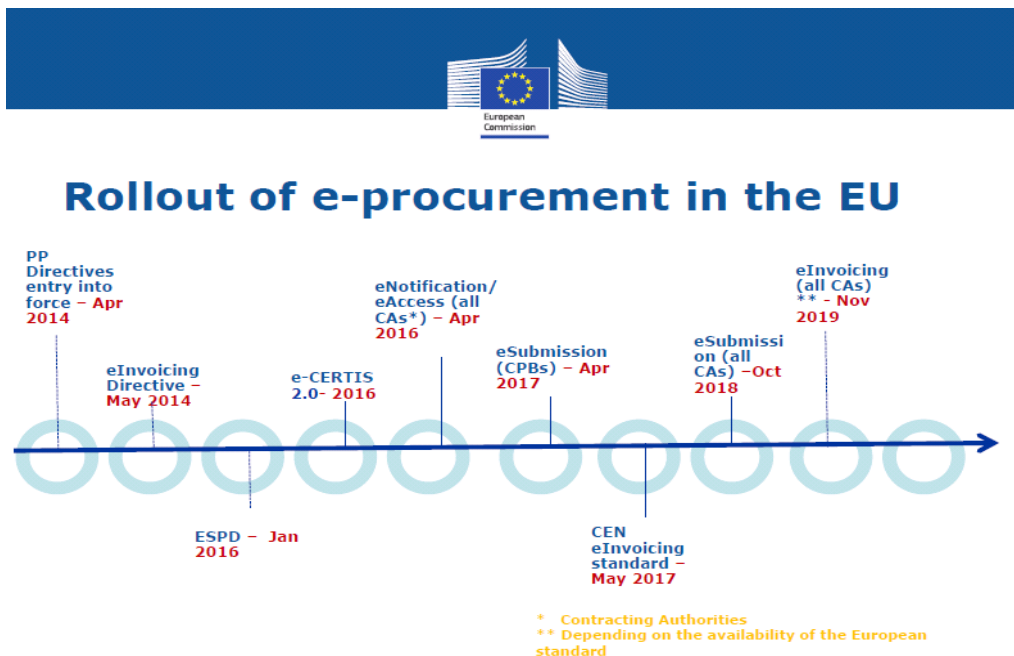 European
Commission
Rollout of e-procurement in the EU
PP
Directives
entry into
force – Apr
2014
eInvoicing
Directive –
May 2014
ESPD – Jan
2016
e-CERTIS
2.0- 2016
eNotification/
eAccess (all
CAs*) – Apr
2016
eSubmission
(CPBs) – Apr
2017
CEN
eInvoicing
standard –
May 2017
eSubmissi
on (all
CAs) –Oct
2018
eInvoicing
(all CAs)
** - Nov
2019
* Contracting Authorities
** Depending on the availability of the European
standard